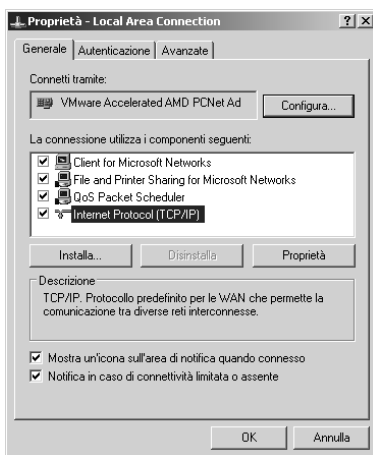 Proprietà - Local Area Connection
Generale Autenticazione Avanzate
Connetti tramite:
VMware Accelerated AMD PCNet Ad
Configura...
La connessione utilizza i componenti seguenti:
Client for Microsoft Networks
File and Printer Sharing for Microsoft Networks
QoS Packet Scheduler
Internet Protocol (TCP/IP)
Installa... Disinstalla Proprietà
Descrizione
TCP/IP. Protocollo predefinito per le WAN che permette la
comunicazione tra diverse reti interconnesse.
Mostra un'icona sull'area di notifica quando connesso
Notifica in caso di connettività limitata o assente
OK Annulla